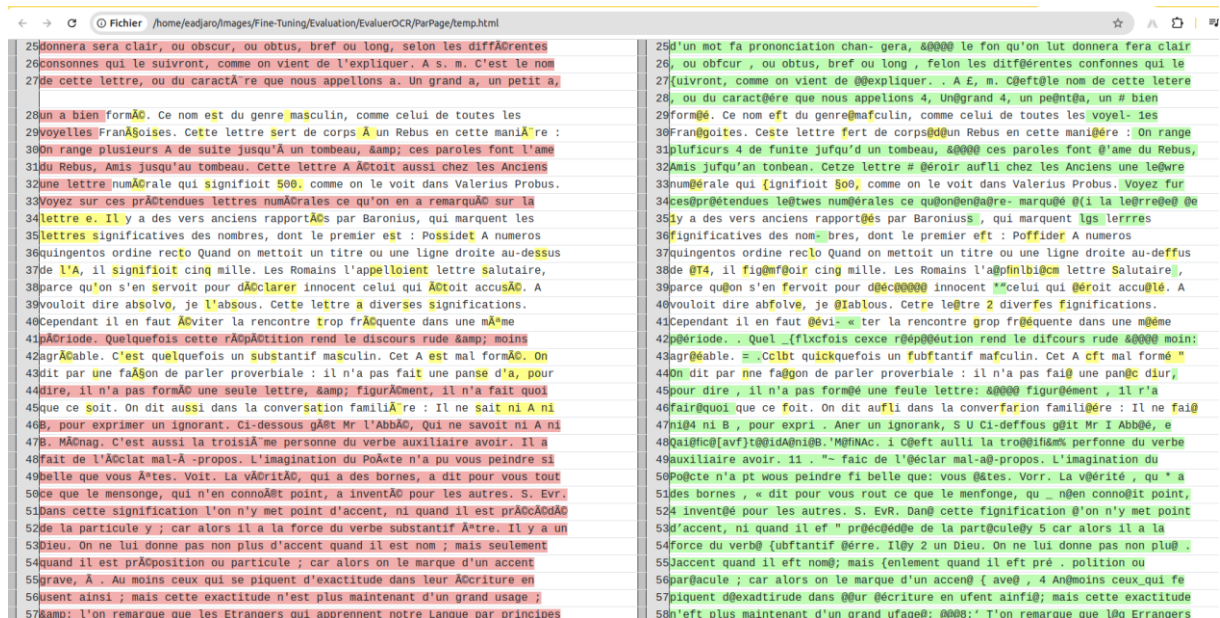 Fichier /home/eadjaro/Images/Fine-Tuning/Evaluation/EvaluerOCR/ParPage/temp.html
25donnera sera clair, ou obscur, ou obtus, bref ou long, selon les diffÃ©rentes
26consonnes qui le suivront, comme on vient de l'expliquer. A s. m. C'est le nom
27de cette lettre, ou du caractÃ¨re que nous appellons a. Un grand a, un petit a,
28un a bien formÃ©. Ce nom est du genre masculin, comme celui de toutes les
29voyelles FranÃ§oises. Cette lettre sert de corps Ã un Rebus en cette maniÃ¨re :
30On range plusieurs A de suite jusqu'Ã un tombeau, &amp; ces paroles font l'ame
31du Rebus, Amis jusqu'au tombeau. Cette lettre A Ã©toit aussi chez les Anciens
32une lettre numÃ©rale qui signifioit 500. comme on le voit dans Valerius Probus.
33Voyez sur ces prÃ©tendues lettres numÃ©rales ce qu'on en a remarquÃ© sur la
34lettre e. Il y a des vers anciens rapportÃ©s par Baronius, qui marquent les
35lettres significatives des nombres, dont le premier est : Possidet A numeros
36quingentos ordine recto Quand on mettoit un titre ou une ligne droite au-dessus
37de l'A, il signifioit cinq mille. Les Romains l'appelloient lettre salutaire,
38parce qu'on s'en servoit pour dÃ©clarer innocent celui qui Ã©toit accusÃ©. A
39vouloit dire absolvo, je l'absous. Cette lettre a diverses significations.
40Cependant il en faut Ã©viter la rencontre trop frÃ©quente dans une mÃªme
41pÃ©riode. Quelquefois cette rÃ©pÃ©tition rend le discours rude &amp; moins
42agrÃ©able. C'est quelquefois un substantif masculin. Cet A est mal formÃ©. On
43dit par une faÃ§on de parler proverbiale : il n'a pas fait une panse d'a, pour
44dire, il n'a pas formÃ© une seule lettre, &amp; figurÃ©ment, il n'a fait quoi
45que ce soit. On dit aussi dans la conversation familiÃ¨re : Il ne sait ni A ni
46B, pour exprimer un ignorant. Ci-dessous gÃ®t Mr l'AbbÃ©, Qui ne savoit ni A ni
47B. MÃ©nag. C'est aussi la troisiÃ¨me personne du verbe auxiliaire avoir. Il a
48fait de l'Ã©clat mal-Ã -propos. L'imagination du PoÃ«te n'a pu vous peindre si
49belle que vous Ãªtes. Voit. La vÃ©ritÃ©, qui a des bornes, a dit pour vous tout
50ce que le mensonge, qui n'en connoÃ®t point, a inventÃ© pour les autres. S. Evr.
51Dans cette signification l'on n'y met point d'accent, ni quand il est prÃ©cÃ©dÃ©
52de la particule y ; car alors il a la force du verbe substantif Ãªtre. Il y a un
53Dieu. On ne lui donne pas non plus d'accent quand il est nom ; mais seulement
54quand il est prÃ©position ou particule ; car alors on le marque d'un accent
55grave, Ã . Au moins ceux qui se piquent d'exactitude dans leur Ã©criture en
56usent ainsi ; mais cette exactitude n'est plus maintenant d'un grand usage ;
57&amp; l'on remarque que les Etrangers qui apprennent notre Langue par principes
25d'un mot fa prononciation chan- gera, &@@@@ le fon qu'on lut donnera fera clair
26, ou obfcur , ou obtus, bref ou long , felon les ditf@érentes confonnes qui le
27{uivront, comme on vient de @@expliquer. . A £, m. C@eft@le nom de cette letere
28, ou du caract@ére que nous appelions 4, Un@grand 4, un pe@nt@a, un # bien
29form@é. Ce nom eft du genre@mafculin, comme celui de toutes les voyel- 1es
30Fran@goites. Ceste lettre fert de corps@d@un Rebus en cette mani@ére : On range
31pluficurs 4 de funite jufqu'd un tombeau, &@@@@ ces paroles font @'ame du Rebus,
32Amis jufqu'an tonbean. Cetze lettre # @éroir aufli chez les Anciens une le@wre
33num@érale qui {ignifioit §o0, comme on le voit dans Valerius Probus. Voyez fur
34ces@pr@étendues le@twes num@érales ce qu@on@en@a@re- marqu@é @(i la le@rre@e@ @e
351y a des vers anciens rapport@és par Baroniuss , qui marquent lgs lerrres
36fignificatives des nom- bres, dont le premier eft : Poffider A numeros
37quingentos ordine reclo Quand on mettoit un titre ou une ligne droite au-deffus
38de @T4, il fig@mf@oir cing mille. Les Romains l'a@pfinlbi@cm lettre Salutaire ,
39parce qu@on s'en fervoit pour d@éc@@@@@ innocent *“celui qui @éroit accu@lé. A
40vouloit dire abfolve, je @Iablous. Cetre le@tre 2 diverfes fignifications.
41Cependant il en faut @évi- « ter la rencontre grop fr@équente dans une m@éme
42p@ériode. . Quel _{flxcfois cexce r@ép@@éution rend le difcours rude &@@@@ moin:
43agr@éable. = .Cclbt quickquefois un fubftantif mafculin. Cet A cft mal formé "
44On dit par nne fa@gon de parler proverbiale : il n'a pas fai@ une pan@c diur,
45pour dire , il n'a pas form@é une feule lettre: &@@@@ figur@ément , 1l r'a
46fair@quoi que ce foit. On dit aufli dans la converfarion famili@ére : Il ne fai@
47ni@4 ni B , pour expri . Aner un ignorank, S U Ci-deffous g@it Mr I Abb@é, e
48Qai@fic@[avf}t@@idA@ni@B.'M@fiNAc. i C@eft aulli la tro@@ifi&m% perfonne du verbe
49auxiliaire avoir. 11 . "~ faic de l'@éclar mal-a@-propos. L'imagination du
50Po@cte n'a pt wous peindre fi belle que: vous @&tes. Vorr. La v@érité , qu * a
51des bornes , « dit pour vous rout ce que le menfonge, qu _ n@en conno@it point,
524 invent@é pour les autres. S. EvR. Dan@ cette fignification @'on n'y met point
53d’accent, ni quand il ef " pr@éc@éd@e de la part@cule@y 5 car alors il a la
54force du verb@ {ubftantif @érre. Il@y 2 un Dieu. On ne lui donne pas non plu@ .
55Jaccent quand il eft nom@; mais {enlement quand il eft pré . polition ou
56par@acule ; car alors on le marque d'un accen@ { ave@ , 4 An@moins ceux_qui fe
57piquent d@exadtirude dans @@ur @écriture en ufent ainfi@; mais cette exactitude
58n'eft plus maintenant d'un grand ufage@; @@@8;‘ T'on remarque que l@g Errangers